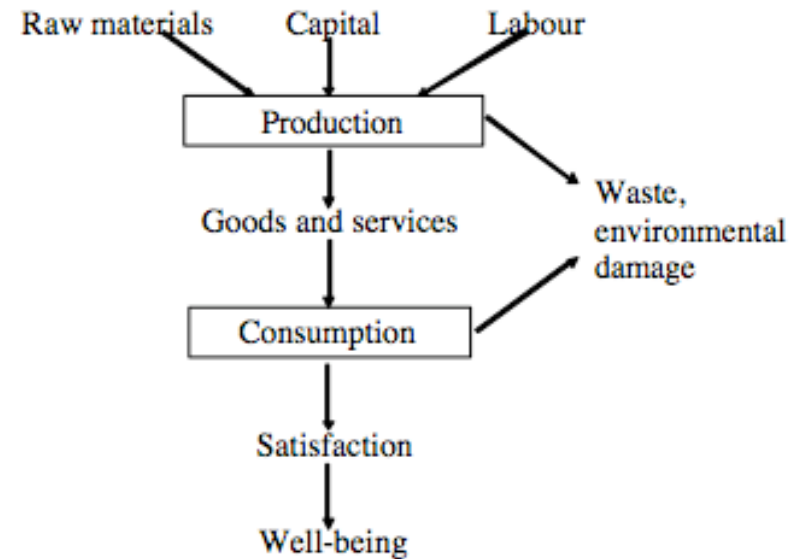 Raw materials
Capital
Labour
Production
Goods and services
Waste,
environmental
damage
Consumption
Satisfaction
Well-being